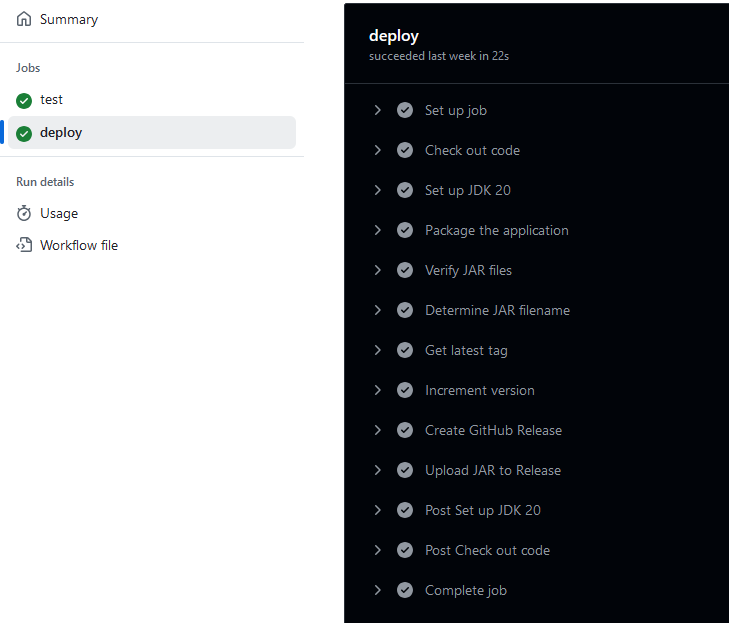 Summary
Jobs
test
deploy
Run details
Usage
Workflow file
deploy
succeeded last week in 22s
Set up job
Check out code
Set up JDK 20
Package the application
Verify JAR files
Determine JAR filename
Get latest tag
Increment version
Create GitHub Release
Upload JAR to Release
Post Set up JDK 20
Post Check out code
Complete job